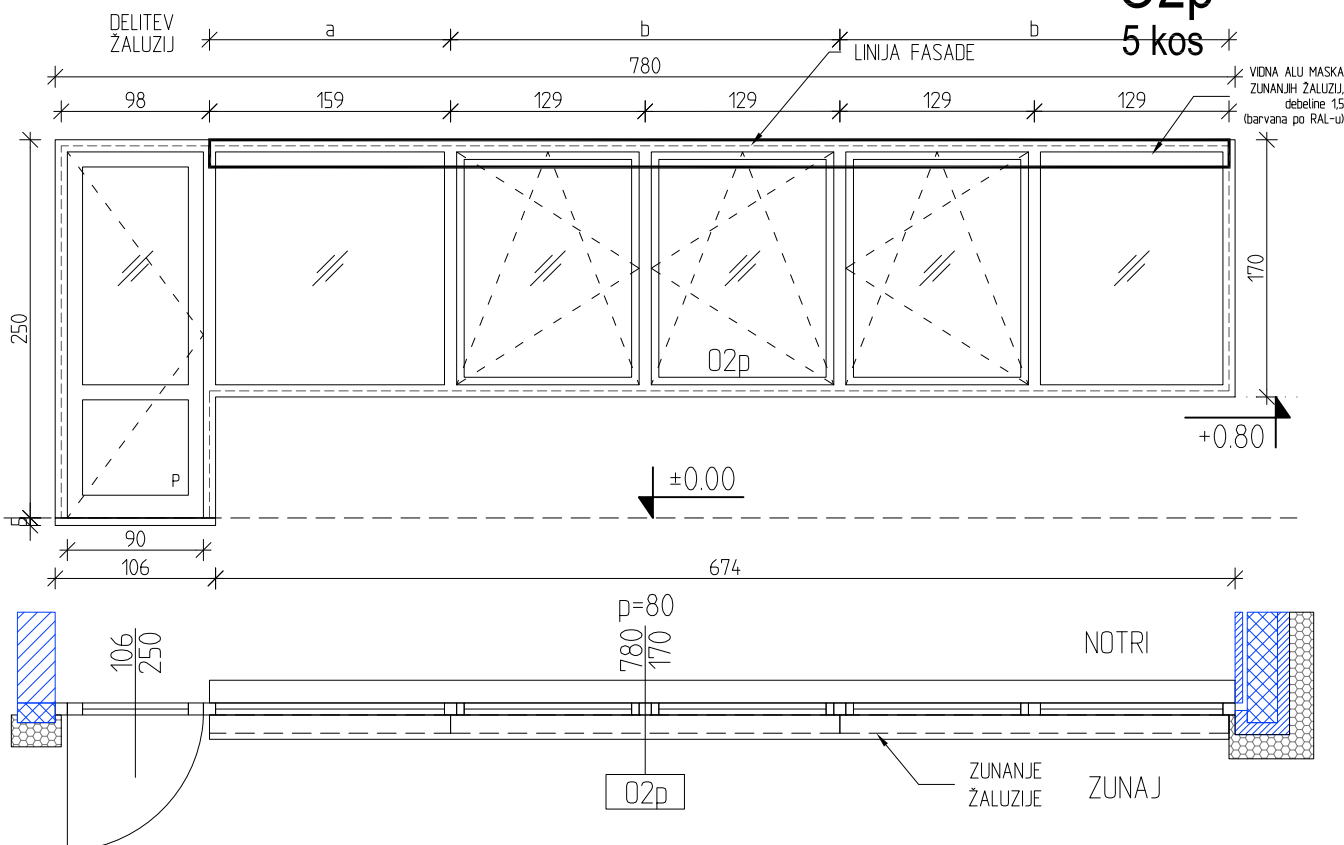 O2p
5 kos
DELITEV
ŽALUZIJ
a
b
b
LINIJA FASADE
780
VIDNA ALU MASKA
ZUNANJIH ŽALUZIJ,
debeline 1,5
(barvana po RAL-u)
98
159
129
129
129
129
250
170
O2p
P
+0.80
±0.00
90
106
674
p=80
106
250
780
170
NOTRI
ZUNANJE
ŽALUZIJE
ZUNAJ
O2p